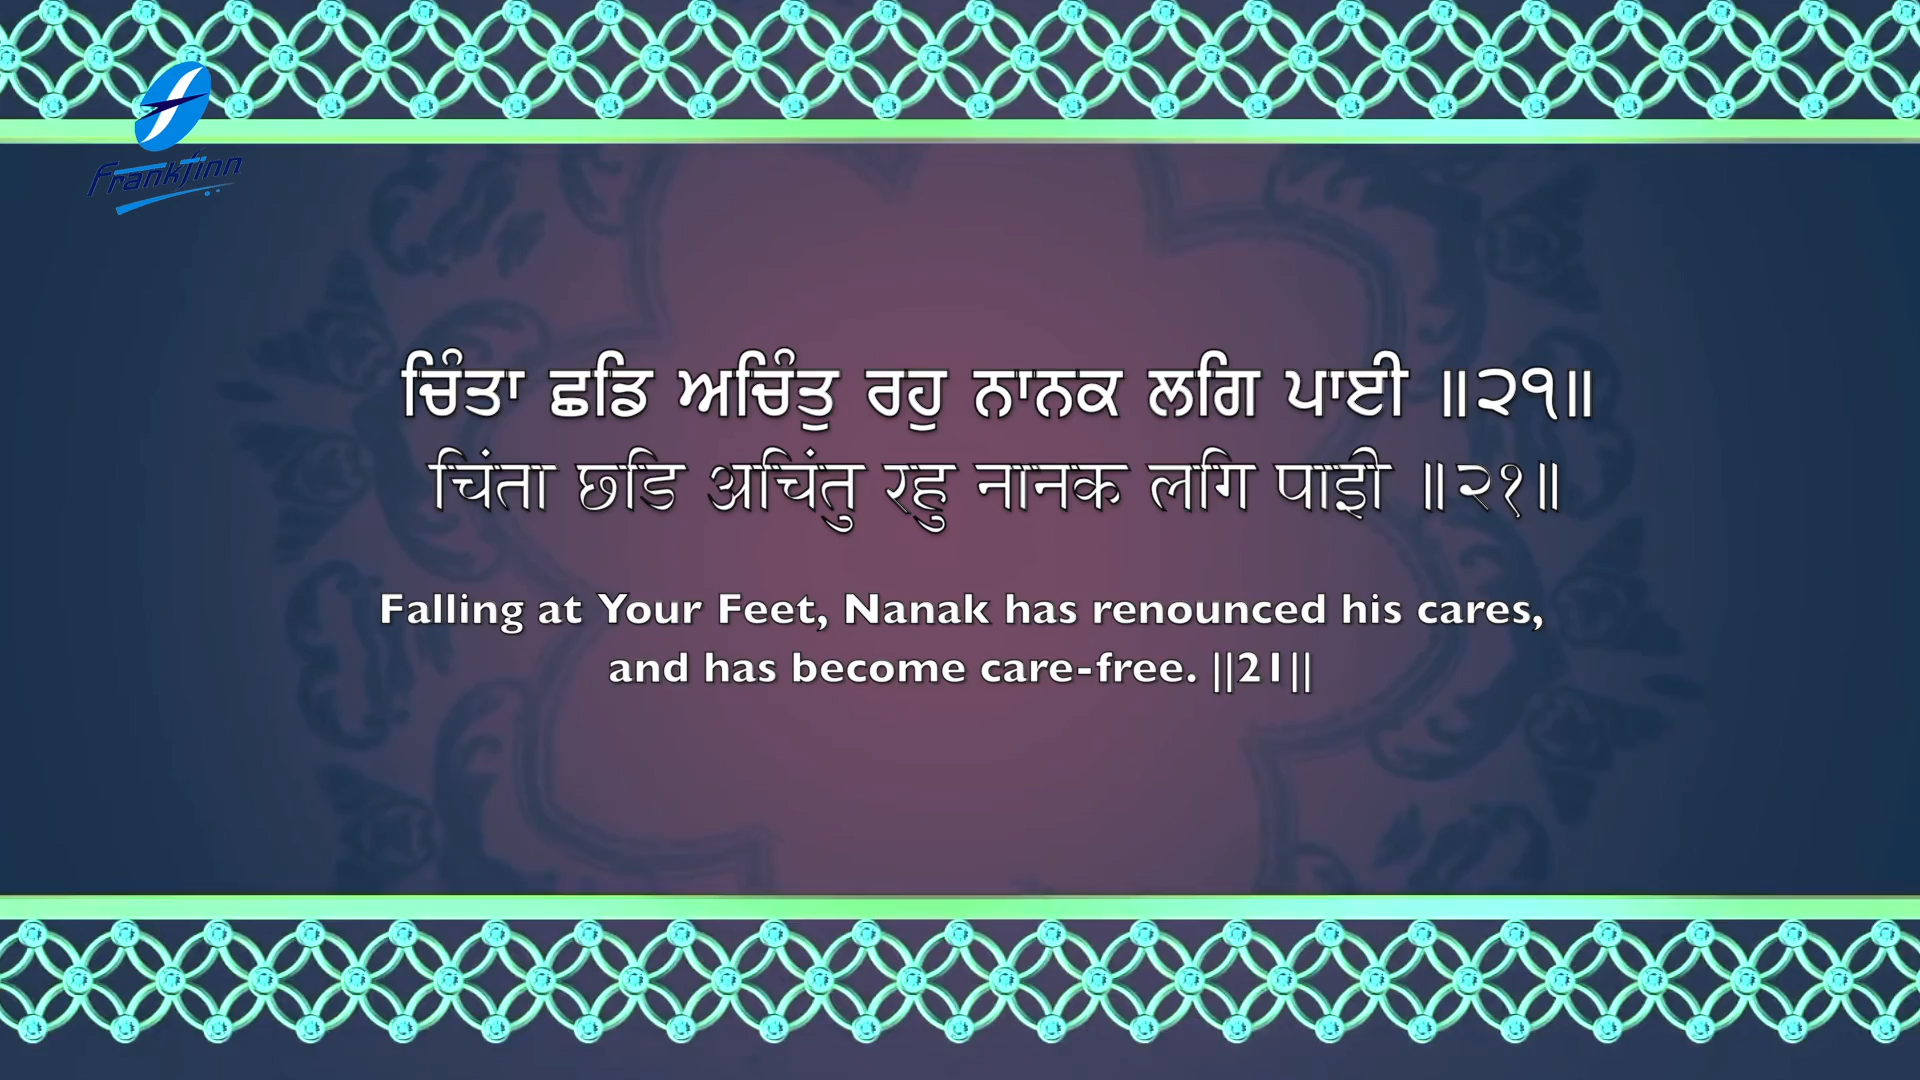 Frankfinn
ਚਿੰਤਾ ਛਡਿ ਅਚਿੰਤੁ ਰਹੁ ਨਾਨਕ ਲਗਿ ਪਾਈ ॥੨੧॥
चिंता छडि अचिंतु रहु नानक लगि पाई ॥२१॥
Falling at Your Feet, Nanak has renounced his cares,
and has become care-free. ||21||